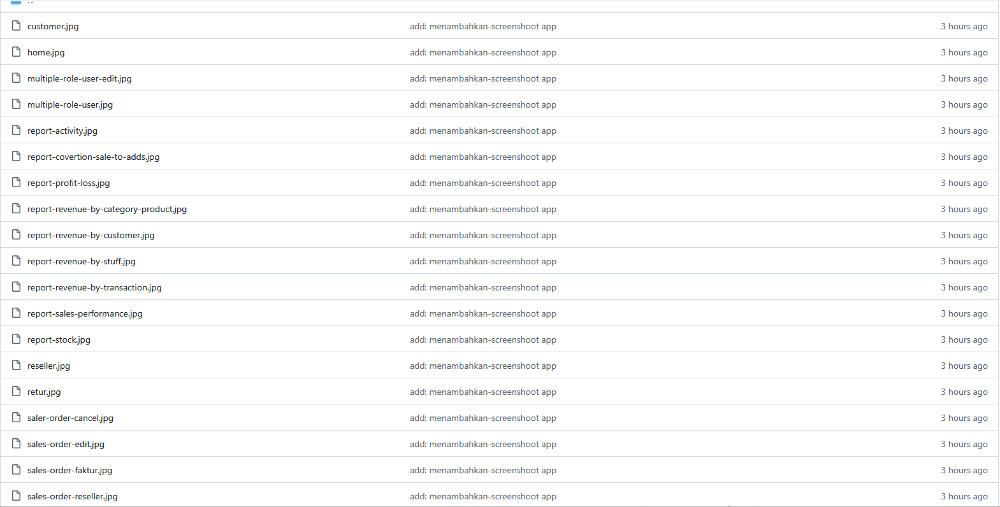 ..
customer.jpg add: menambahkan-screenshoot app 3 hours ago
home.jpg add: menambahkan-screenshoot app 3 hours ago
multiple-role-user-edit.jpg add: menambahkan-screenshoot app 3 hours ago
multiple-role-user.jpg add: menambahkan-screenshoot app 3 hours ago
report-activity.jpg add: menambahkan-screenshoot app 3 hours ago
report-covertion-sale-to-adds.jpg add: menambahkan-screenshoot app 3 hours ago
report-profit-loss.jpg add: menambahkan-screenshoot app 3 hours ago
report-revenue-by-category-product.jpg add: menambahkan-screenshoot app 3 hours ago
report-revenue-by-customer.jpg add: menambahkan-screenshoot app 3 hours ago
report-revenue-by-stuff.jpg add: menambahkan-screenshoot app 3 hours ago
report-revenue-by-transaction.jpg add: menambahkan-screenshoot app 3 hours ago
report-sales-performance.jpg add: menambahkan-screenshoot app 3 hours ago
report-stock.jpg add: menambahkan-screenshoot app 3 hours ago
reseller.jpg add: menambahkan-screenshoot app 3 hours ago
retur.jpg add: menambahkan-screenshoot app 3 hours ago
saler-order-cancel.jpg add: menambahkan-screenshoot app 3 hours ago
sales-order-edit.jpg add: menambahkan-screenshoot app 3 hours ago
sales-order-faktur.jpg add: menambahkan-screenshoot app 3 hours ago
sales-order-reseller.jpg add: menambahkan-screenshoot app 3 hours ago